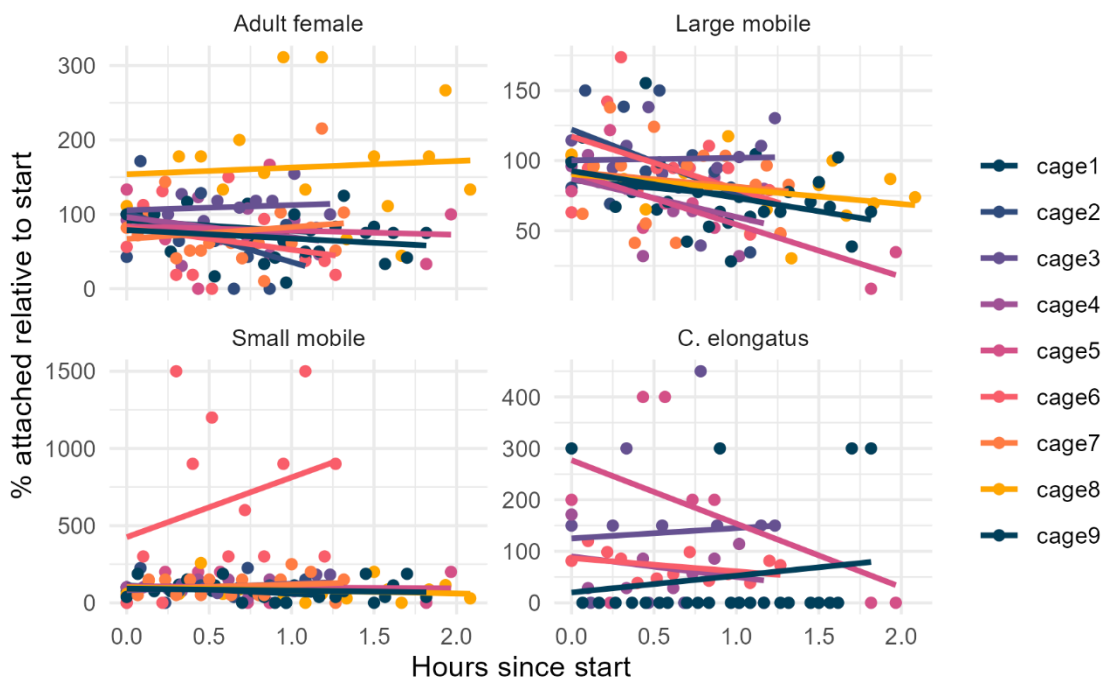 Adult female
Large mobile
% attached relative to start
300
200
100
0
150
100
50
Small mobile
C. elongatus
1500
1000
500
0
400
300
200
100
0
0.0 0.5 1.0 1.5 2.0
0.0 0.5 1.0 1.5 2.0
Hours since start
cage1
cage2
cage3
cage4
cage5
cage6
cage7
cage8
cage9